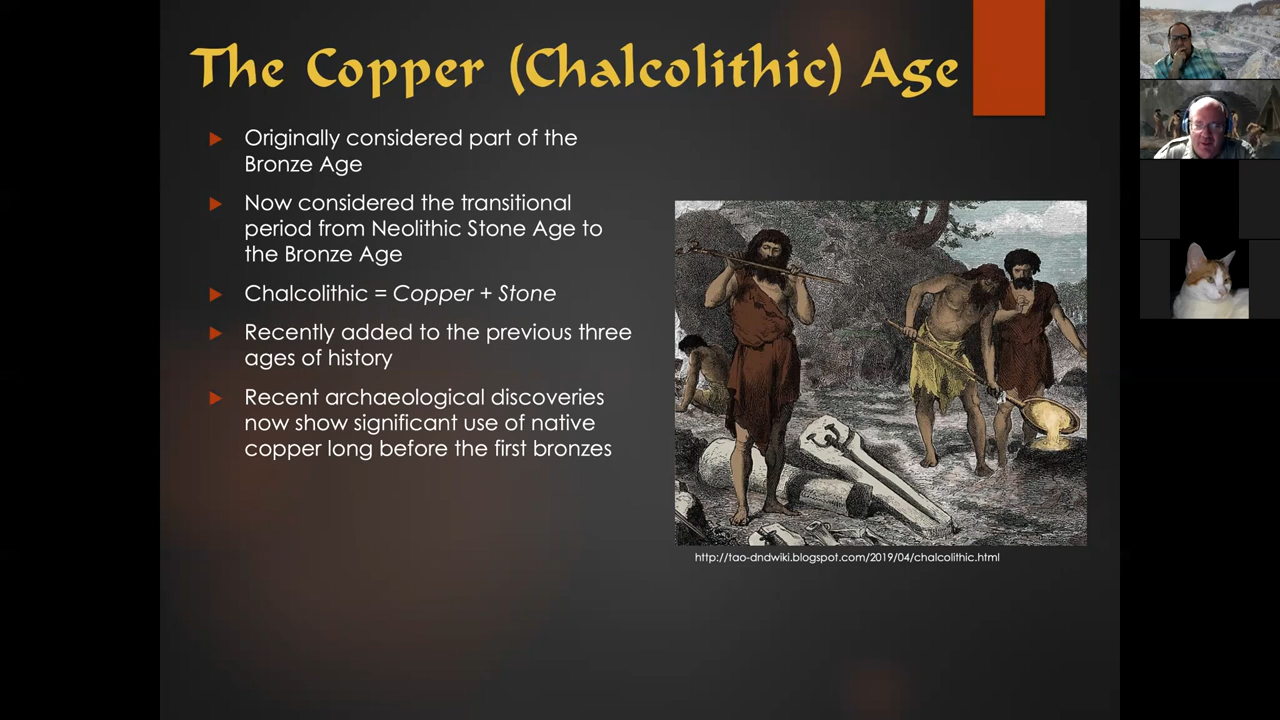 The Copper (Chalcolithic) Age
Originally considered part of the
Bronze Age
Now considered the transitional
period from Neolithic Stone Age to
the Bronze Age
Chalcolithic = Copper + Stone
Recently added to the previous three
ages of history
Recent archaeological discoveries
now show significant use of native
copper long before the first bronzes
http://tao-dndwiki.blogspot.com/2019/04/chalcolithic.html